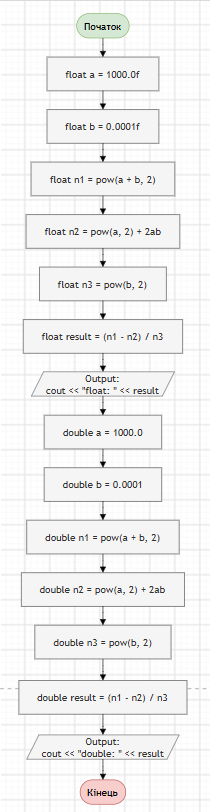 Початок
float a = 1000.0f
float b = 0.0001f
float n1 = pow(a + b, 2)
float n2 = pow(a, 2) + 2ab
float n3 = pow(b, 2)
float result = (n1 - n2) / n3
Output:
cout << "float: " << result
double a = 1000.0
double b = 0.0001
double n1 = pow(a + b, 2)
double n2 = pow(a, 2) + 2ab
double n3 = pow(b, 2)
double result = (n1 - n2) / n3
Output:
cout << "double: " << result
Кінець